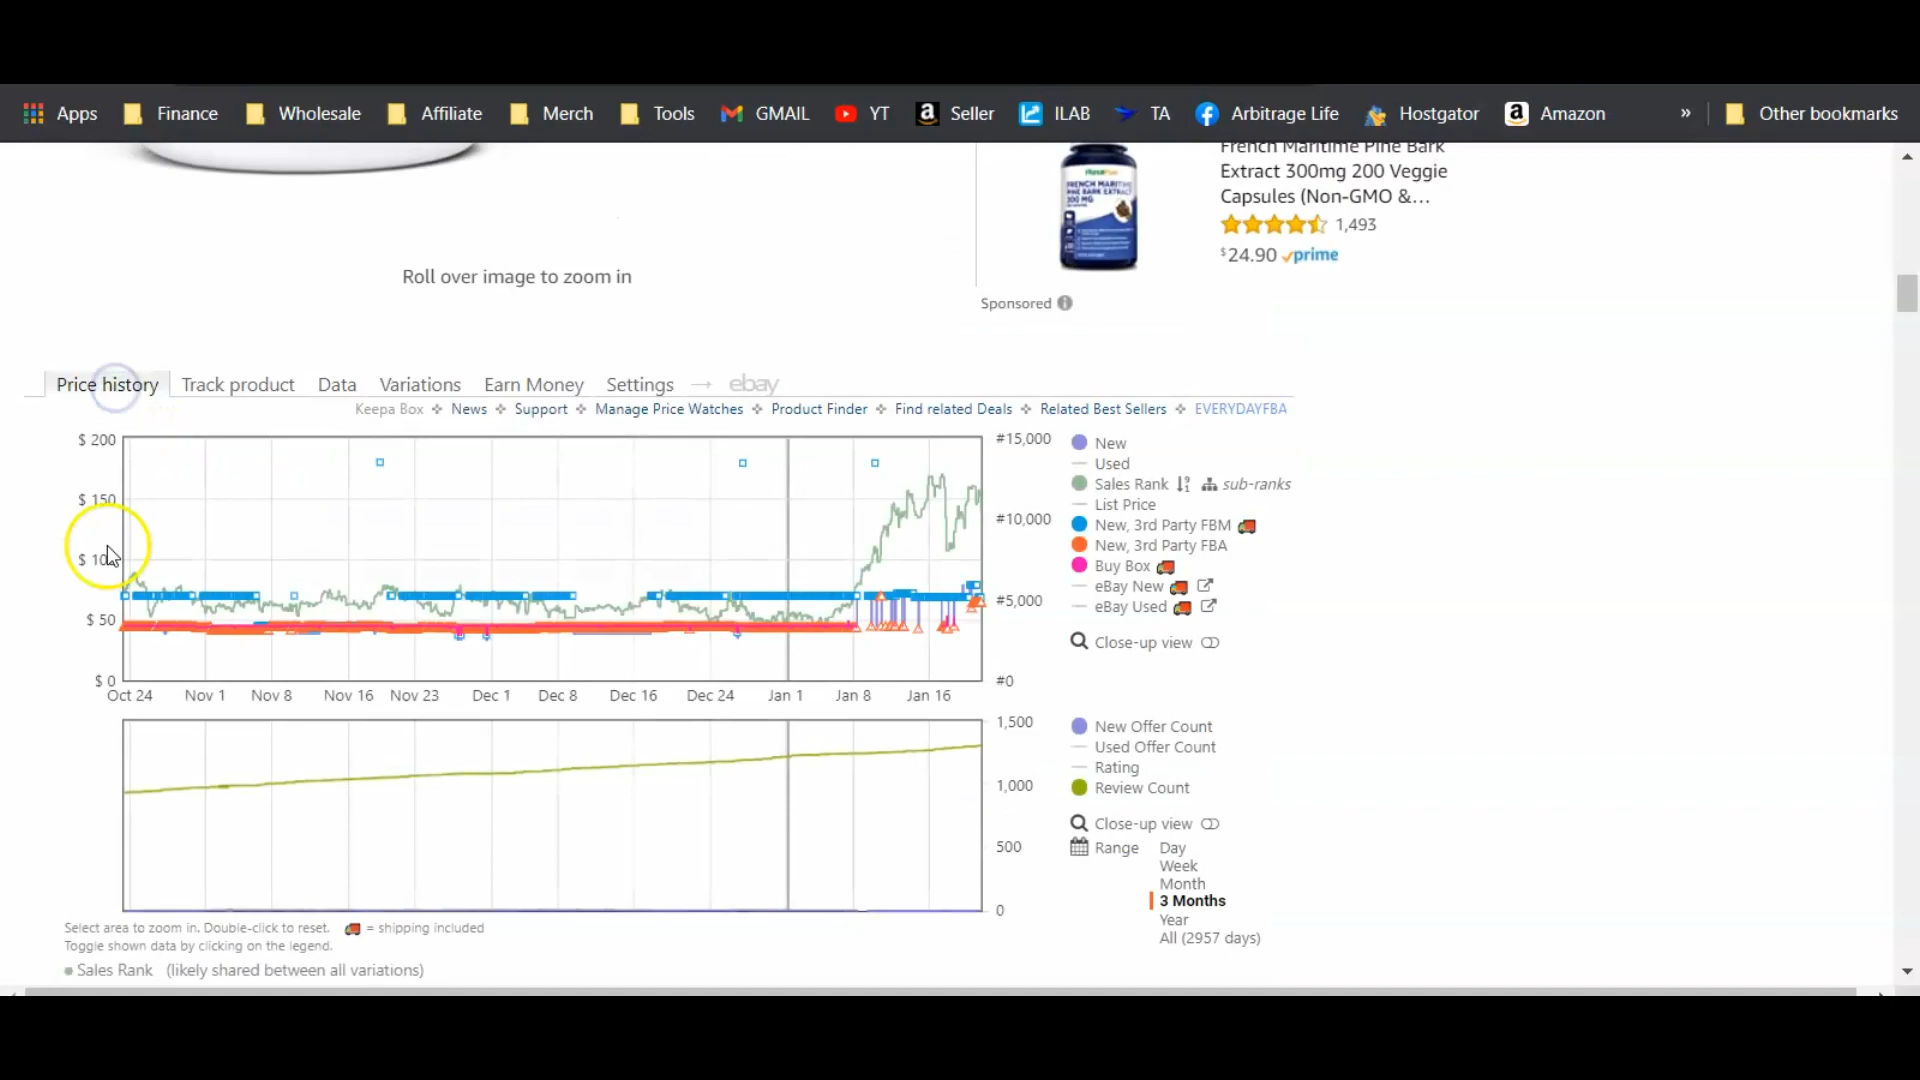 Apps Finance Wholesale Affiliate Merch Tools GMAIL YT Seller ILAB TA Arbitrage Life Hostgator Amazon » Other bookmarks
French Maritime Pine Bark
Extract 300mg 200 Veggie
Capsules (Non-GMO &...
1,493
$24.90 prime
FRENCH MARITIME
PINE BARK EXTRACT
300 MG
Roll over image to zoom in
Sponsored
Price history Track product Data Variations Earn Money Settings → ebay
Keepa Box News Support Manage Price Watches Product Finder Find related Deals Related Best Sellers EVERYDAYFBA
$ 200
$ 150
$ 100
$ 50
$ 0
#15,000
#10,000
#5,000
#0
Oct 24 Nov 1 Nov 8 Nov 16 Nov 23 Dec 1 Dec 8 Dec 16 Dec 24 Jan 1 Jan 8 Jan 16
New
Used
Sales Rank sub-ranks
List Price
New, 3rd Party FBM
New, 3rd Party FBA
Buy Box
eBay New
eBay Used
Close-up view
1,500
1,000
500
0
New Offer Count
Used Offer Count
Rating
Review Count
Close-up view
Range
Day
Week
Month
3 Months
Year
All (2957 days)
Select area to zoom in. Double-click to reset. = shipping included
Toggle shown data by clicking on the legend.
Sales Rank (likely shared between all variations)